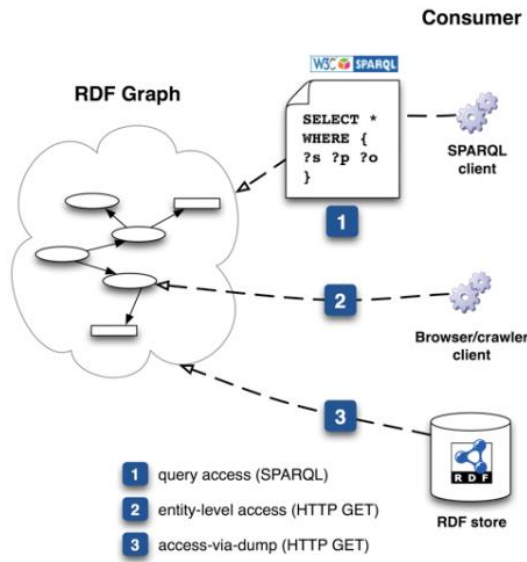 Consumer
W3C SPARQL
RDF Graph
SELECT *
WHERE {
?s ?p ?o
}
SPARQL
client
1
2
Browser/crawler
client
3
RDF
RDF store
1 query access (SPARQL)
2 entity-level access (HTTP GET)
3 access-via-dump (HTTP GET)